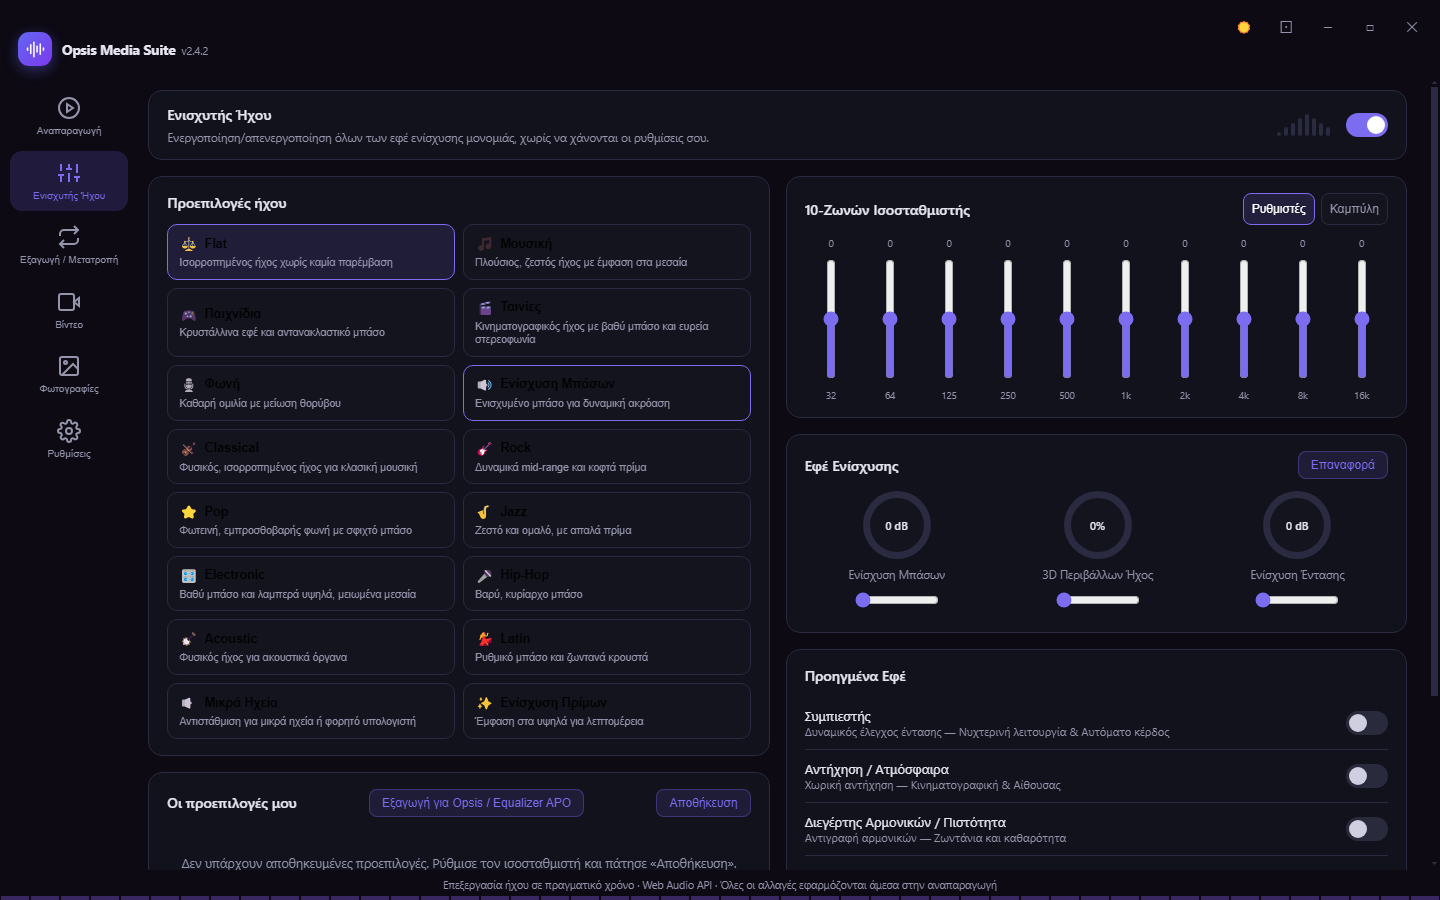 Opsis Media Suite v2.4.2
Αναπαραγωγή
Ενισχυτής Ήχου
Εξαγωγή / Μετατροπή
Βίντεο
Φωτογραφίες
Ρυθμίσεις
Ενισχυτής Ήχου
Ενεργοποίηση/απενεργοποίηση όλων των εφέ ενίσχυσης μονομιάς, χωρίς να χάνονται οι ρυθμίσεις σου.
Προεπιλογές ήχου
Flat
Ισορροπημένος ήχος χωρίς καμία παρέμβαση
Μουσική
Πλούσιος, ζεστός ήχος με έμφαση στα μεσαία
Παιχνίδια
Κρυστάλλινα εφέ και αντανακλαστικό μπάσο
Ταινίες
Κινηματογραφικός ήχος με βαθύ μπάσο και ευρεία
στερεοφωνία
Φωνή
Καθαρή ομιλία με μείωση θορύβου
Ενίσχυση Μπάσων
Ενισχυμένο μπάσο για δυναμική ακρόαση
Classical
Φυσικός, ισορροπημένος ήχος για κλασική μουσική
Rock
Δυναμικά mid-range και κοφτά πρίμα
Pop
Φωτεινή, εμπροσθοβαρής φωνή με σφιχτό μπάσο
Jazz
Ζεστό και ομαλό, με απαλά πρίμα
Electronic
Βαθύ μπάσο και λαμπερά υψηλά, μειωμένα μεσαία
Hip-Hop
Βαρύ, κυρίαρχο μπάσο
Acoustic
Φυσικός ήχος για ακουστικά όργανα
Latin
Ρυθμικό μπάσο και ζωντανά κρουστά
Μικρά Ηχεία
Αντιστάθμιση για μικρά ηχεία ή φορητό υπολογιστή
Ενίσχυση Πρίμων
Έμφαση στα υψηλά για λεπτομέρεια
Οι προεπιλογές μου
Εξαγωγή για Opsis / Equalizer APO
Αποθήκευση
Δεν υπάρχουν αποθηκευμένες προεπιλογές. Ρύθμισε τον ισοσταθμιστή και πάτησε «Αποθήκευση».
10-Ζωνών Ισοσταθμιστής
Ρυθμιστές
Καμπύλη
0 0 0 0 0 0 0 0 0 0
32 64 125 250 500 1k 2k 4k 8k 16k
Εφέ Ενίσχυσης
Επαναφορά
0 dB 0% 0 dB
Ενίσχυση Μπάσων 3D Περιβάλλων Ήχος Ενίσχυση Έντασης
Προηγμένα Εφέ
Συμπιεστής
Δυναμικός έλεγχος έντασης — Νυχτερινή λειτουργία & Αυτόματο κέρδος
Αντήχηση / Ατμόσφαιρα
Χωρική αντήχηση — Κινηματογραφική & Αίθουσας
Διεγέρτης Αρμονικών / Πιστότητα
Αντιγραφή αρμονικών — Ζωντάνια και καθαρότητα
Επεξεργασία ήχου σε πραγματικό χρόνο · Web Audio API · Όλες οι αλλαγές εφαρμόζονται άμεσα στην αναπαραγωγή